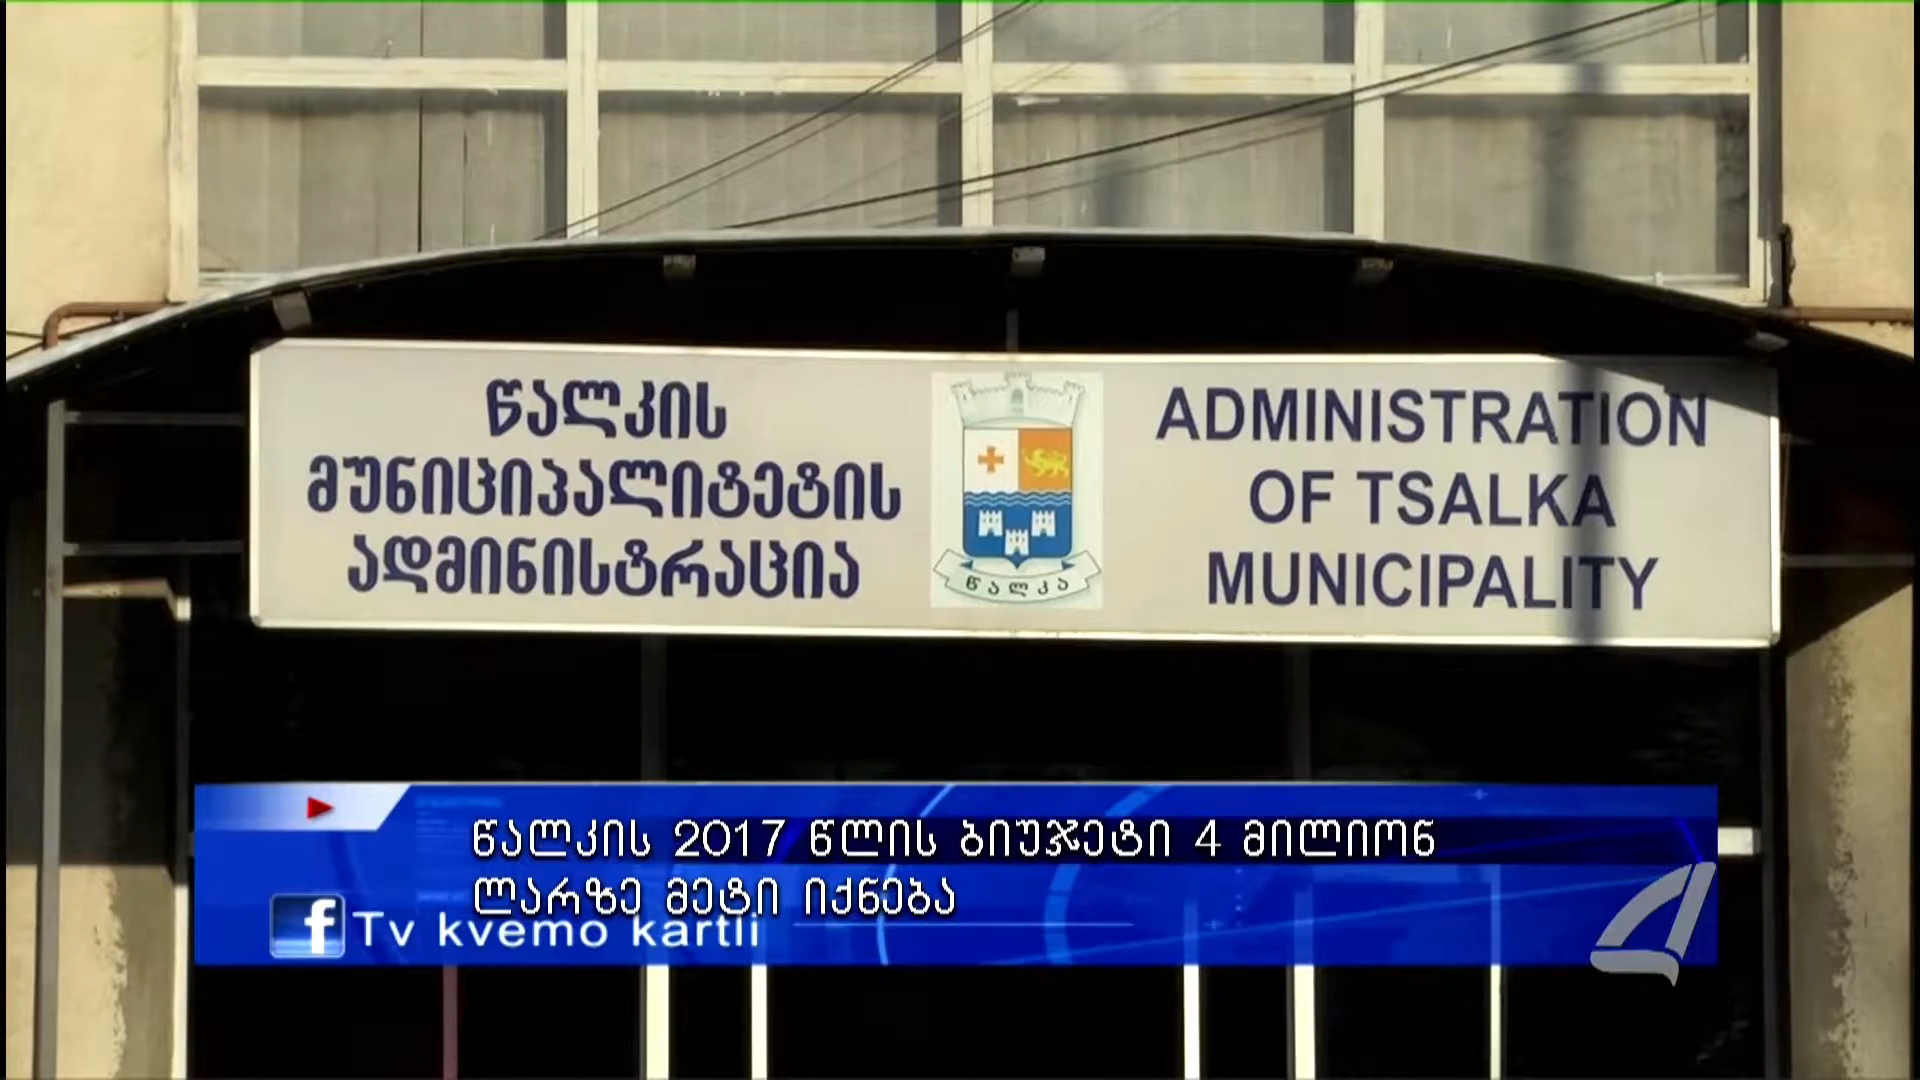 წალკის
მუნიციპალიტეტის
ადმინისტრაცია
წალკა
ADMINISTRATION
OF TSALKA
MUNICIPALITY
წალკის 2017 წლის ბიუჯეტი 4 მილიონ
ლარზე მეტი იქნება
f Tv kvemo kartli